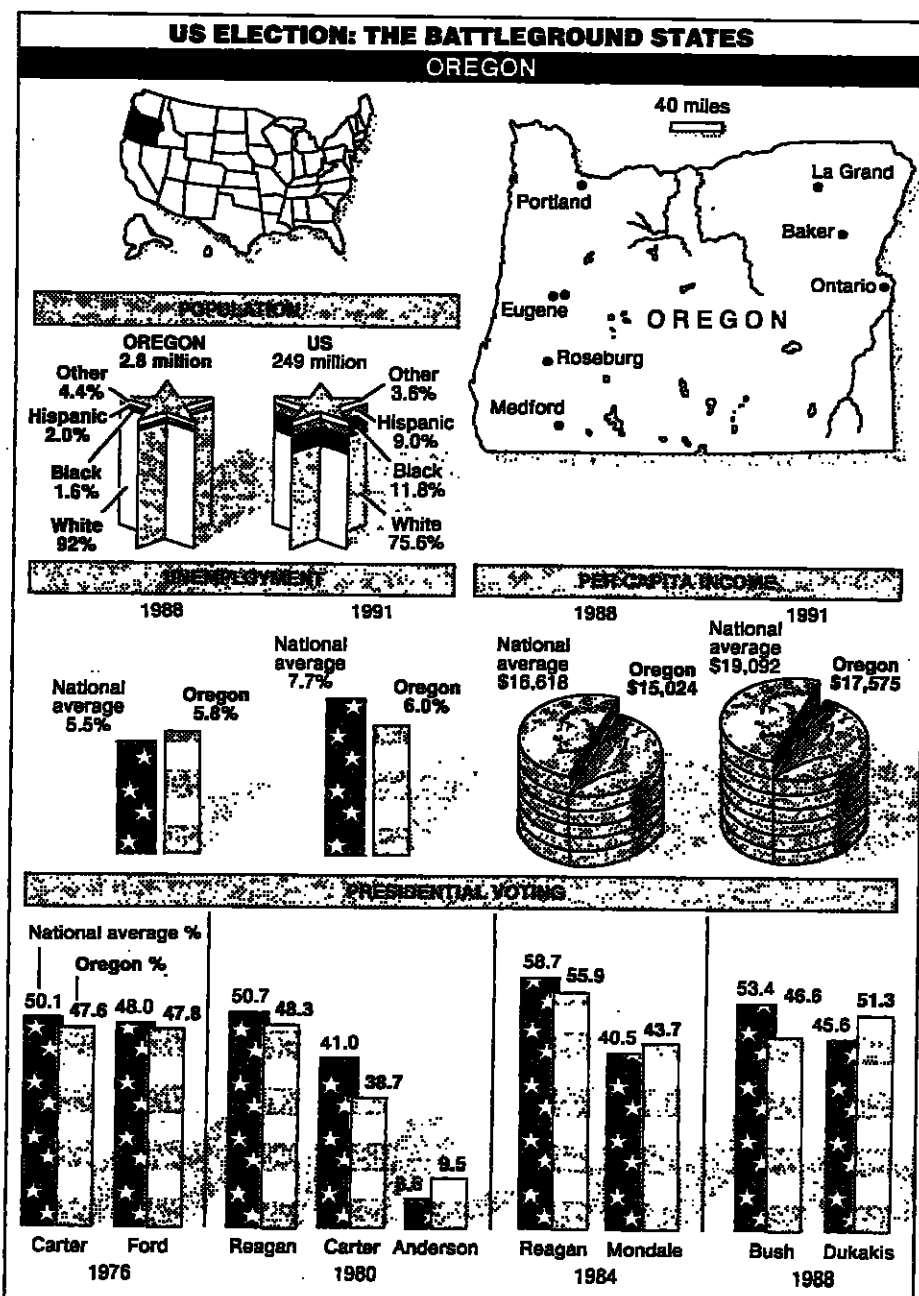 US ELECTION: THE BATTLEGROUND STATES
OREGON
40 miles
La Grand
Portland
Baker
Ontario
Eugene
OREGON
Roseburg
Medford
POPULATION
OREGON
2.8 million
US
249 million
Other
4.4%
Hispanic
2.0%
Black
1.6%
White
92%
Other
3.6%
Hispanic
9.0%
Black
11.8%
White
75.6%
UNEMPLOYMENT
1988
1991
National
average
5.5%
Oregon
5.8%
National
average
7.7%
Oregon
6.0%
PER CAPITA INCOME
1988
1991
National
average
$16,618
Oregon
$15,024
National
average
$19,092
Oregon
$17,575
PRESIDENTIAL VOTING
National average %
Oregon %
50.1 47.6 48.0 47.8
Carter Ford
1976
50.7 48.3 41.0 38.7 9.5
Reagan Carter Anderson
1980
58.7 55.9 40.5 43.7
Reagan Mondale
1984
53.4 46.6 45.6 51.3
Bush Dukakis
1988